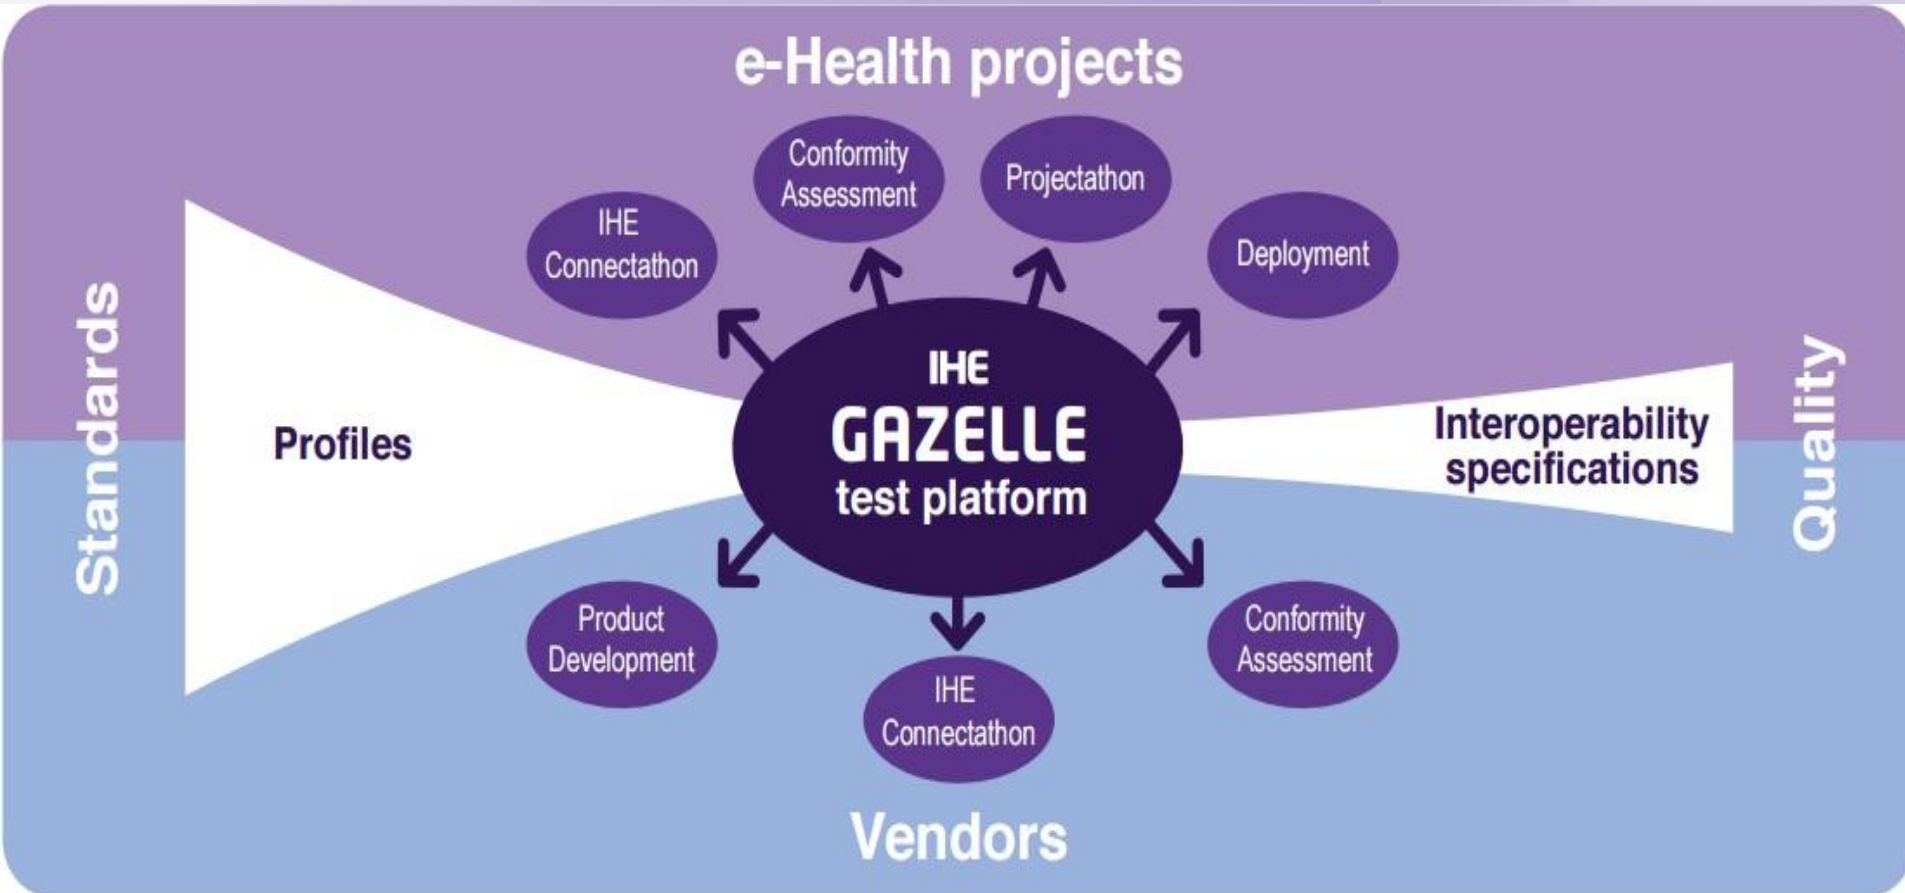 e-Health projects
Conformity
Assessment
Projectathon
IHE
Connectathon
Deployment
Standards
Profiles
IHE
GAZELLE
test platform
Interoperability
specifications
Quality
Product
Development
IHE
Connectathon
Conformity
Assessment
Vendors